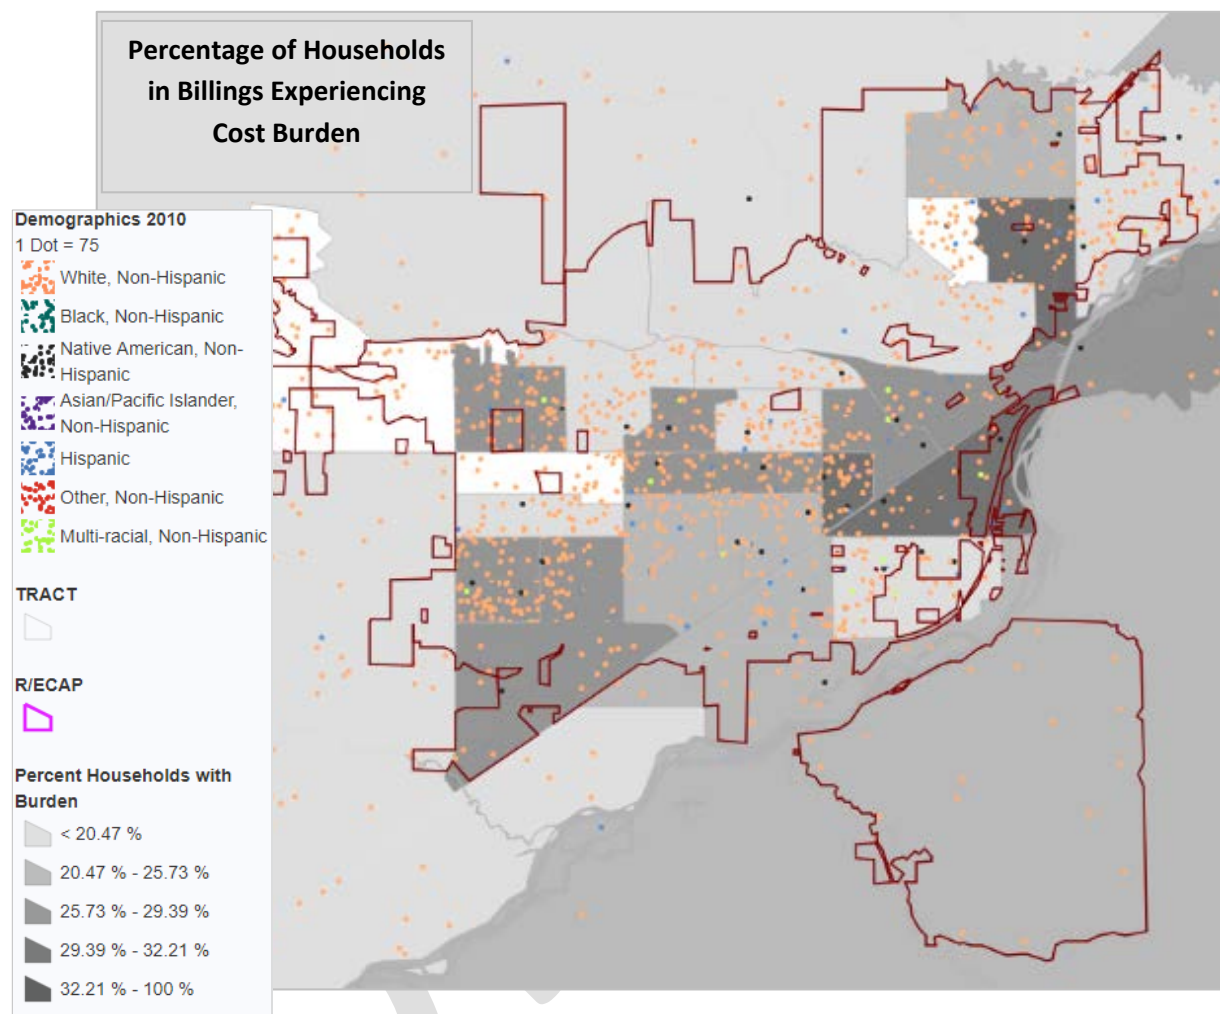 Percentage of Households
in Billings Experiencing
Cost Burden
Demographics 2010
1 Dot = 75
White, Non-Hispanic
Black, Non-Hispanic
Native American, Non-
Hispanic
Asian/Pacific Islander,
Non-Hispanic
Hispanic
Other, Non-Hispanic
Multi-racial, Non-Hispanic
TRACT
R/ECAP
Percent Households with
Burden
< 20.47 %
20.47 % - 25.73 %
25.73 % - 29.39 %
29.39 % - 32.21 %
32.21 % - 100 %